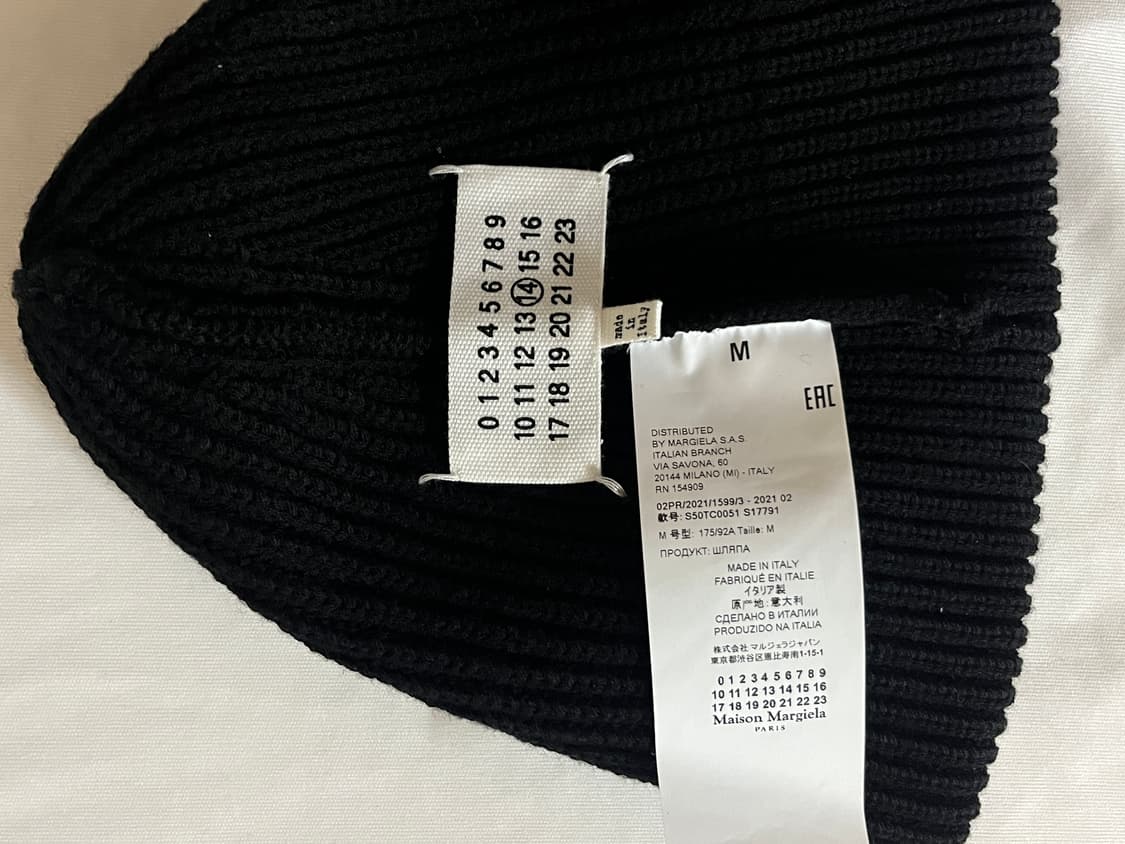 0 1 2 3 4 5 6 7 8 9
10 11 12 13 14 15 16
17 18 19 20 21 22 23
made
in
Italy
M
EAC
DISTRIBUTED
BY MARGIELA S.A.S.
ITALIAN BRANCH
VIA SAVONA, 60
20144 MILANO (MI) - ITALY
RN 154909
02PR/2021/1599/3 - 2021 02
款号: S50TC0051 S17791
M 号型: 175/92A Taille: M
ПРОДУКТ: ШЛЯПА
MADE IN ITALY
FABRIQUÉ EN ITALIE
イタリア製
原产地: 意大利
СДЕЛАНО В ИТАЛИИ
PRODUZIDO NA ITALIA
株式会社 マルジェラジャパン
東京都渋谷区恵比寿南1-15-1
0 1 2 3 4 5 6 7 8 9
10 11 12 13 14 15 16
17 18 19 20 21 22 23
Maison Margiela
PARIS